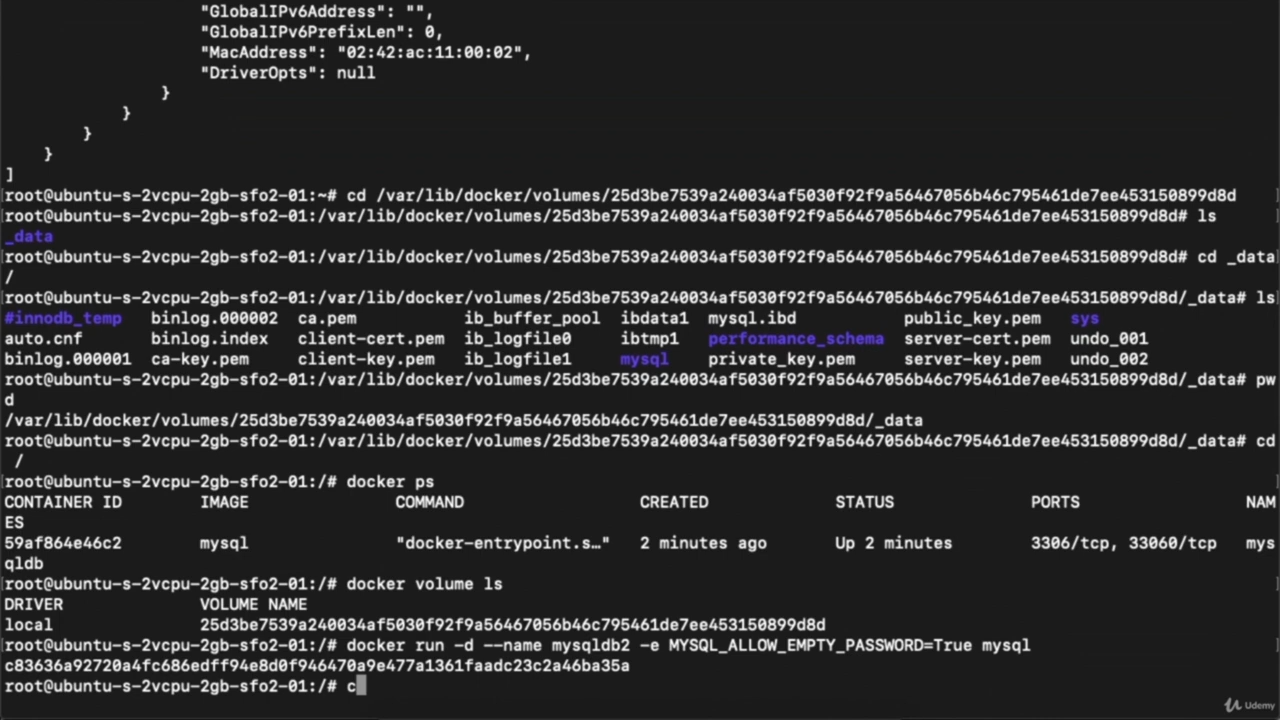 "GlobalIPv6Address": "",
"GlobalIPv6PrefixLen": 0,
"MacAddress": "02:42:ac:11:00:02",
"DriverOpts": null
}
}
}
}
]
root@ubuntu-s-2vcpu-2gb-sfo2-01:~# cd /var/lib/docker/volumes/25d3be7539a240034af5030f92f9a56467056b46c795461de7ee453150899d8d
root@ubuntu-s-2vcpu-2gb-sfo2-01:/var/lib/docker/volumes/25d3be7539a240034af5030f92f9a56467056b46c795461de7ee453150899d8d# ls
_data
root@ubuntu-s-2vcpu-2gb-sfo2-01:/var/lib/docker/volumes/25d3be7539a240034af5030f92f9a56467056b46c795461de7ee453150899d8d# cd _data
/
root@ubuntu-s-2vcpu-2gb-sfo2-01:/var/lib/docker/volumes/25d3be7539a240034af5030f92f9a56467056b46c795461de7ee453150899d8d/_data# ls
#innodb_temp binlog.000002 ca.pem ib_buffer_pool ibdata1 mysql.ibd public_key.pem sys
auto.cnf binlog.index client-cert.pem ib_logfile0 ibtmp1 performance_schema server-cert.pem undo_001
binlog.000001 ca-key.pem client-key.pem ib_logfile1 mysql private_key.pem server-key.pem undo_002
root@ubuntu-s-2vcpu-2gb-sfo2-01:/var/lib/docker/volumes/25d3be7539a240034af5030f92f9a56467056b46c795461de7ee453150899d8d/_data# pw
d
/var/lib/docker/volumes/25d3be7539a240034af5030f92f9a56467056b46c795461de7ee453150899d8d/_data
root@ubuntu-s-2vcpu-2gb-sfo2-01:/var/lib/docker/volumes/25d3be7539a240034af5030f92f9a56467056b46c795461de7ee453150899d8d/_data# cd
/
root@ubuntu-s-2vcpu-2gb-sfo2-01:/# docker ps
CONTAINER ID IMAGE COMMAND CREATED STATUS PORTS NAM
ES
59af864e46c2 mysql "docker-entrypoint.s…" 2 minutes ago Up 2 minutes 3306/tcp, 33060/tcp mys
qldb
root@ubuntu-s-2vcpu-2gb-sfo2-01:/# docker volume ls
DRIVER VOLUME NAME
local 25d3be7539a240034af5030f92f9a56467056b46c795461de7ee453150899d8d
root@ubuntu-s-2vcpu-2gb-sfo2-01:/# docker run -d --name mysqldb2 -e MYSQL_ALLOW_EMPTY_PASSWORD=True mysql
c83636a92720a4fc686edff94e8d0f946470a9e477a1361faadc23c2a46ba35a
root@ubuntu-s-2vcpu-2gb-sfo2-01:/# c
Udemy